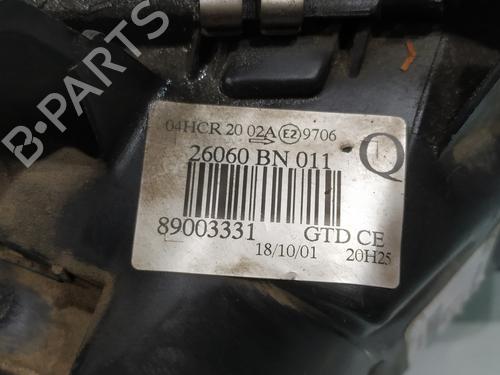 04HCR 20 02A E2 9706
26060 BN 011 Q
89003331 GTD CE
18/10/01 20H25
B-PARTS